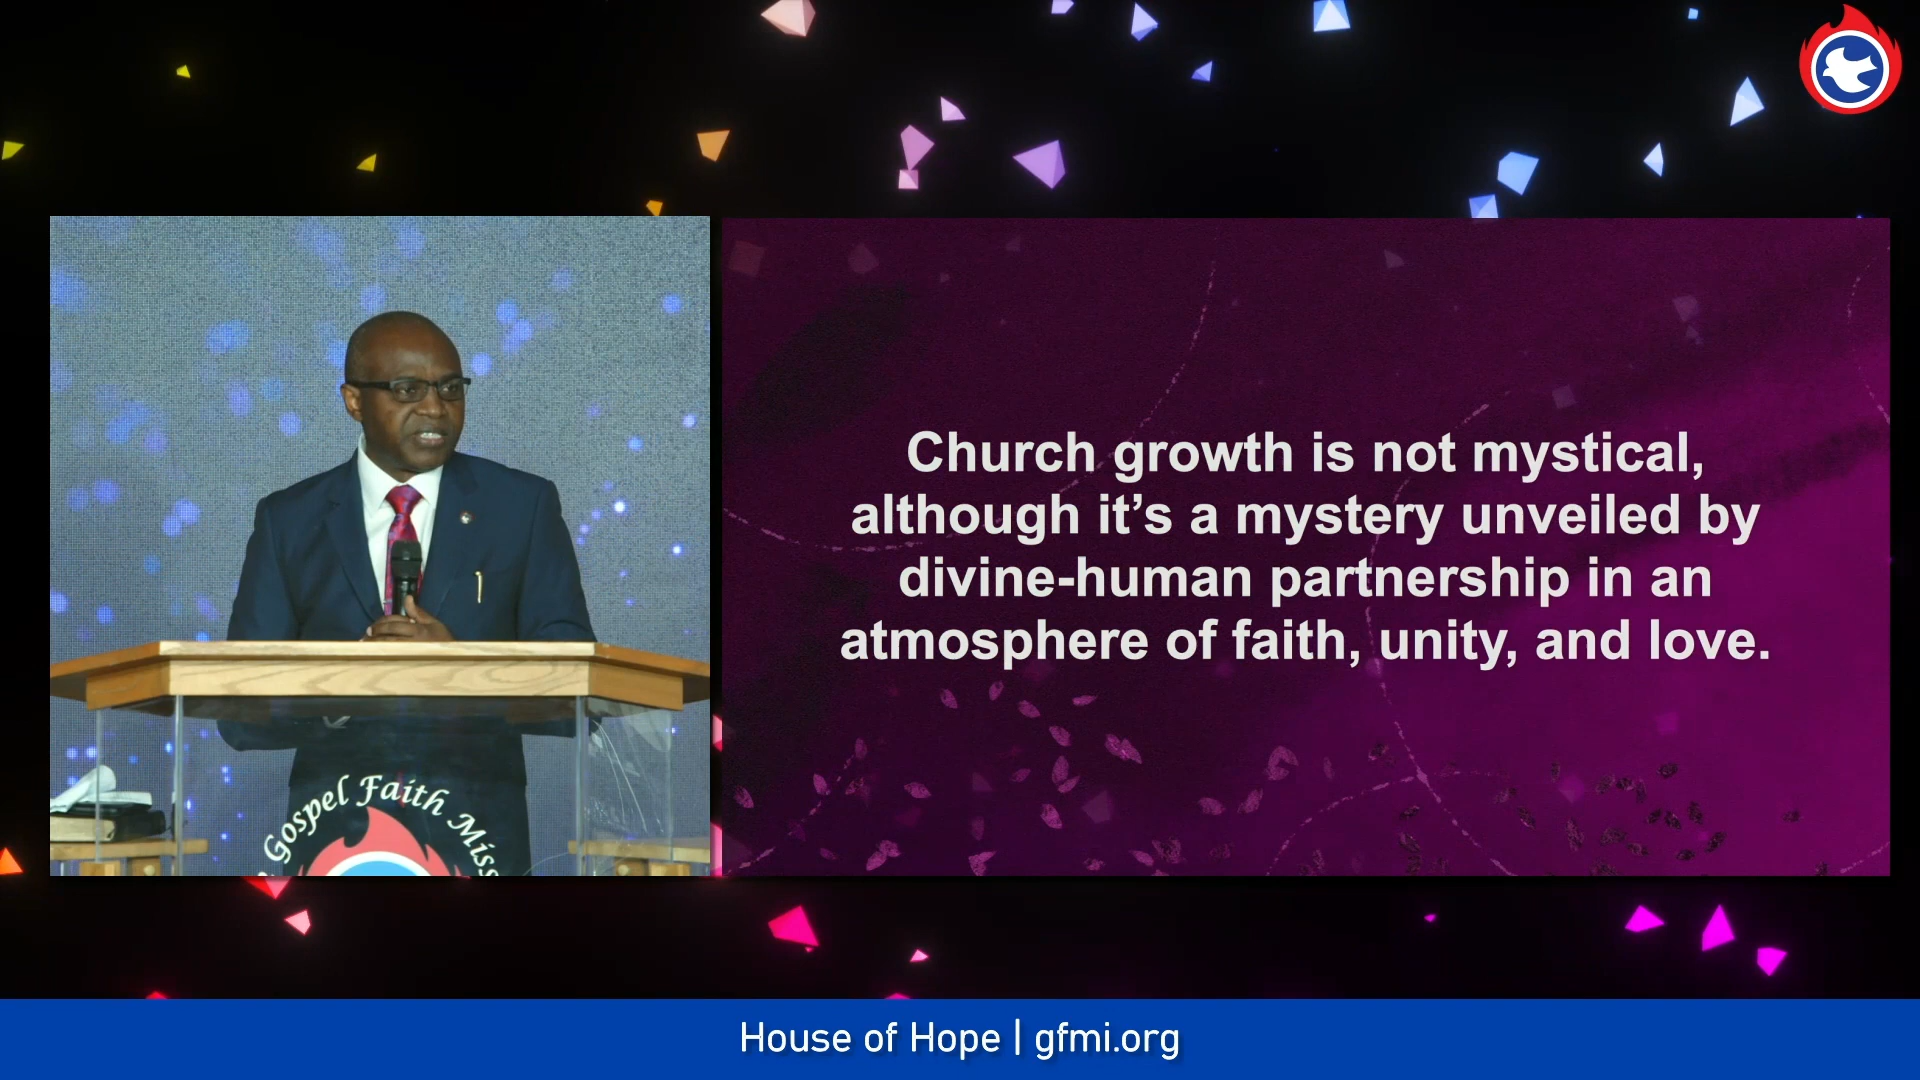 Church growth is not mystical,
although it's a mystery unveiled by
divine-human partnership in an
atmosphere of faith, unity, and love.
Gospel Faith
House of Hope | gfmi.org